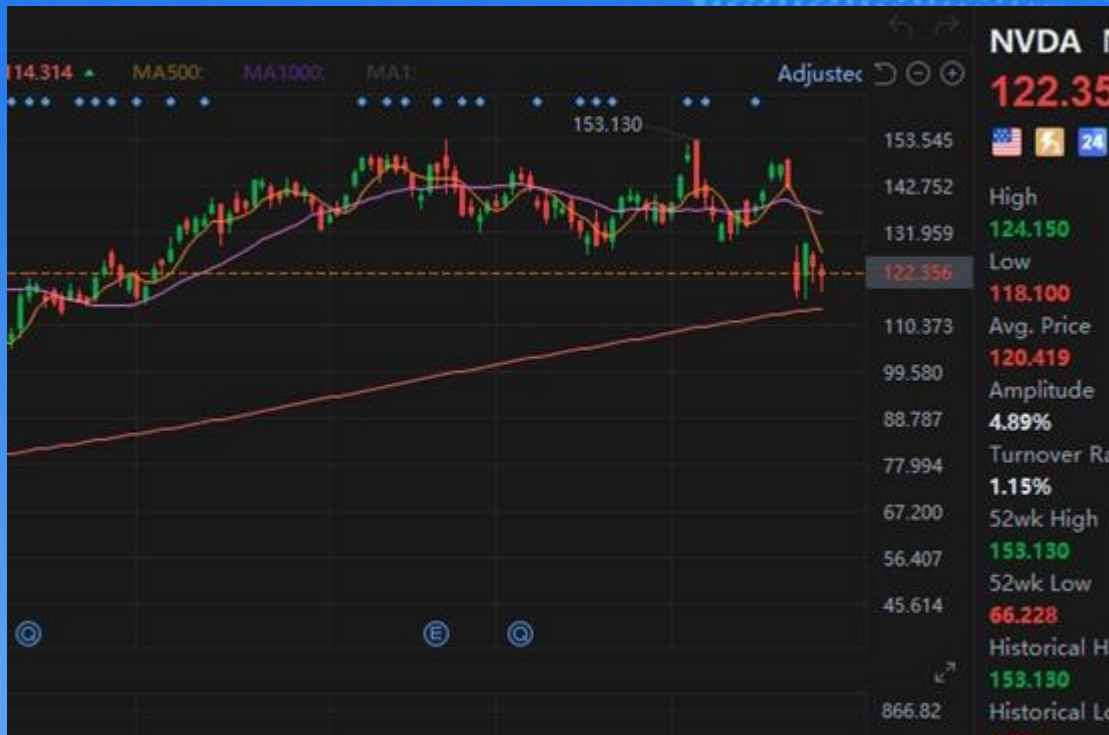 114.314 MA500: MA1000: MA1: Adjusted
153.130
153.545
142.752
131.959
122.356
110.373
99.580
88.787
77.994
67.200
56.407
45.614
Q E Q
866.82
NVDA N
122.35
24
High
124.150
Low
118.100
Avg. Price
120.419
Amplitude
4.89%
Turnover Ra
1.15%
52wk High
153.130
52wk Low
66.228
Historical H
153.130
Historical Lo